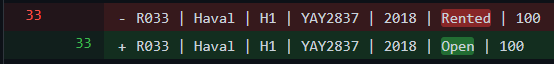 33 - R033 | Haval | H1 | YAY2837 | 2018 | Rented | 100
33 + R033 | Haval | H1 | YAY2837 | 2018 | Open | 100